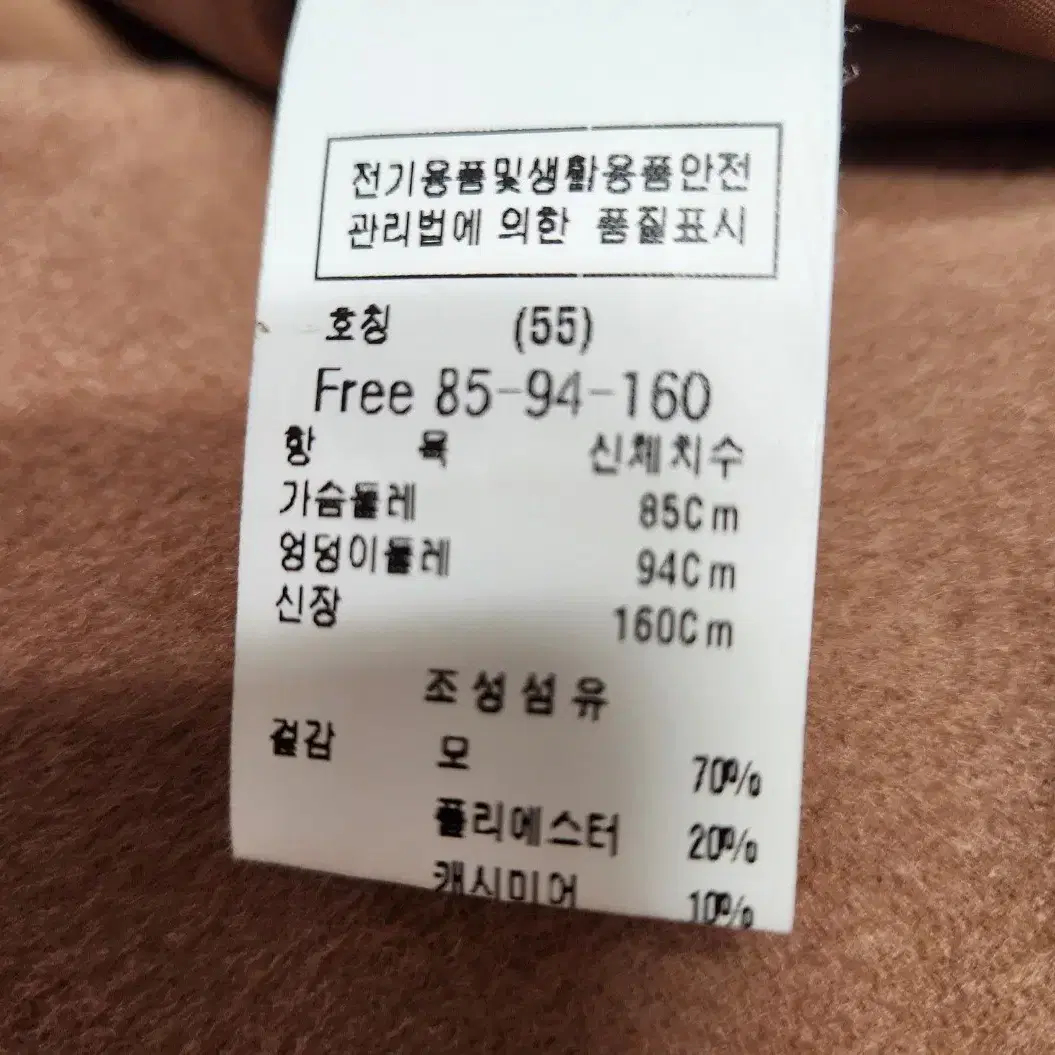 전기용품및생활용품안전
관리법에 의한 품질표시
호칭 (55)
Free 85-94-160
항 목 신체치수
가슴둘레 85Cm
엉덩이둘레 94Cm
신장 160Cm
조성섬유
겉감 모 70%
폴리에스터 20%
캐시미어 10%